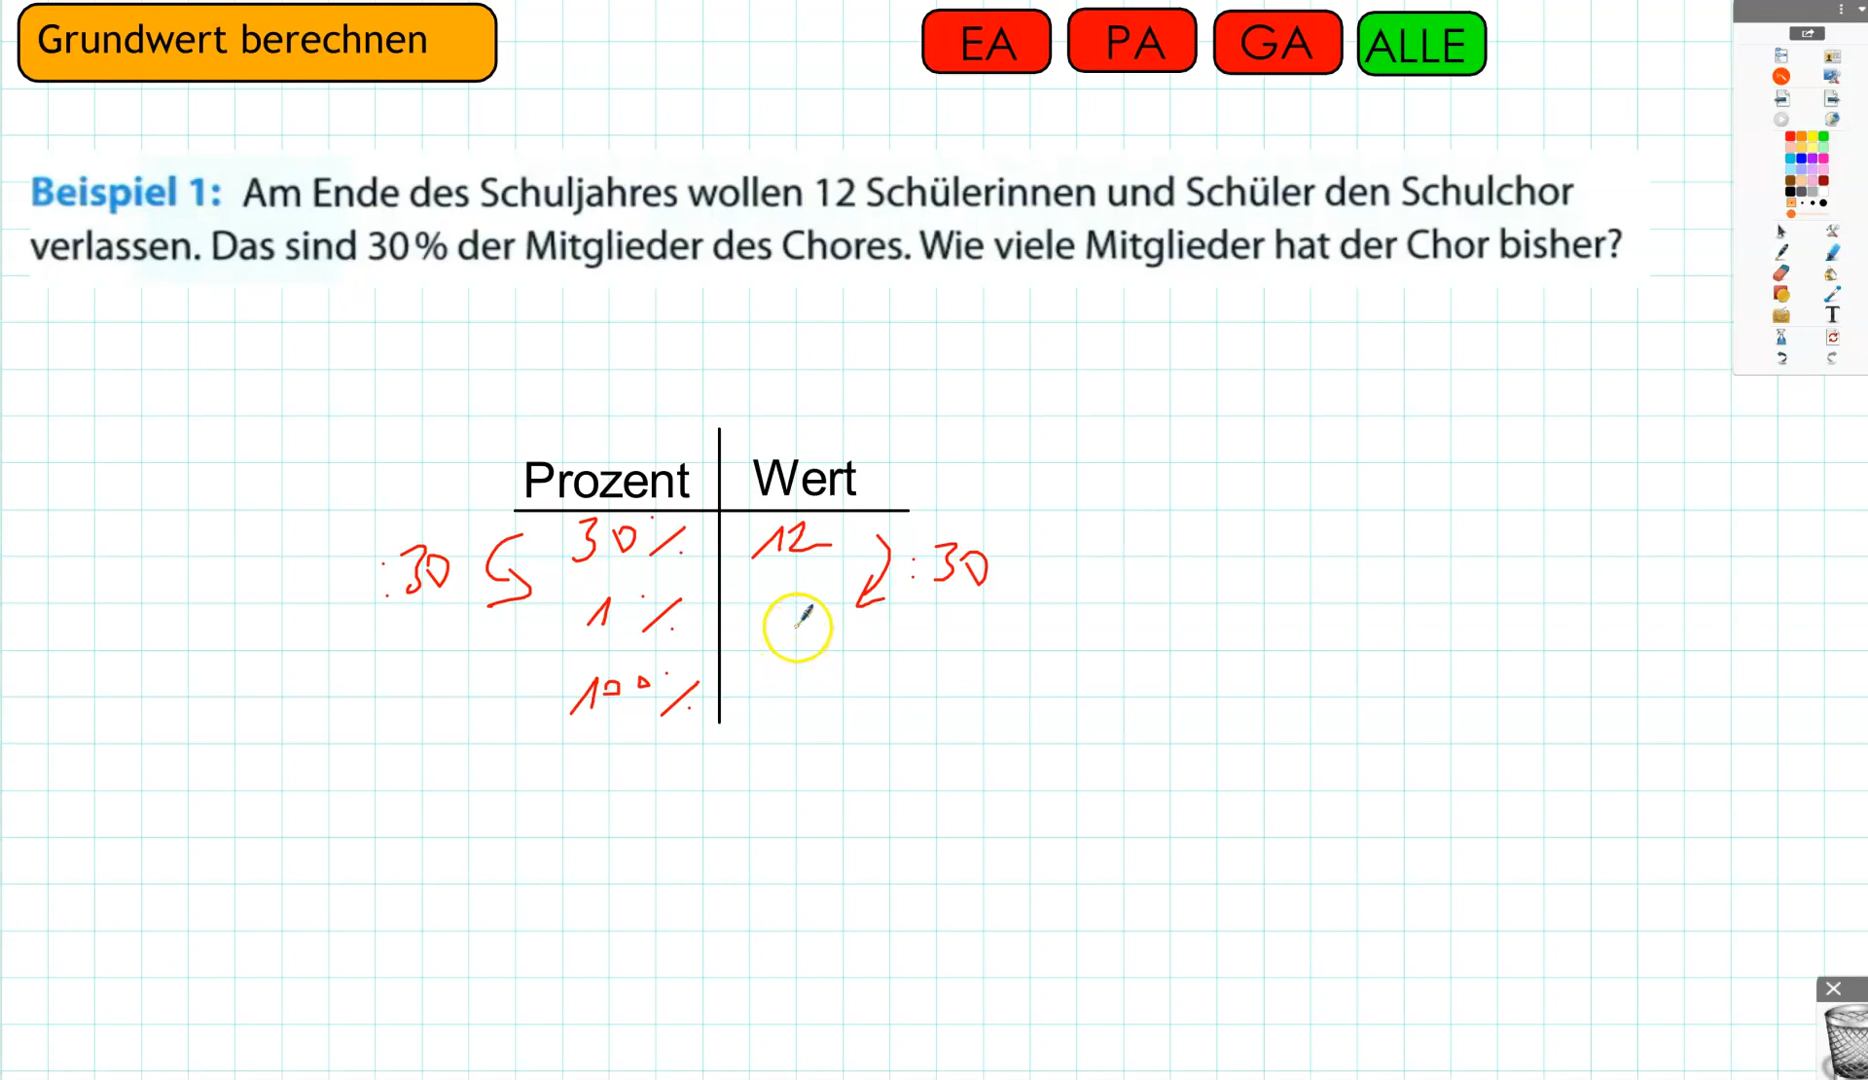 Grundwert berechnen
EA PA GA ALLE
Beispiel 1: Am Ende des Schuljahres wollen 12 Schülerinnen und Schüler den Schulchor
verlassen. Das sind 30% der Mitglieder des Chores. Wie viele Mitglieder hat der Chor bisher?
Prozent Wert
30% 12
:30 :30
1%
100%